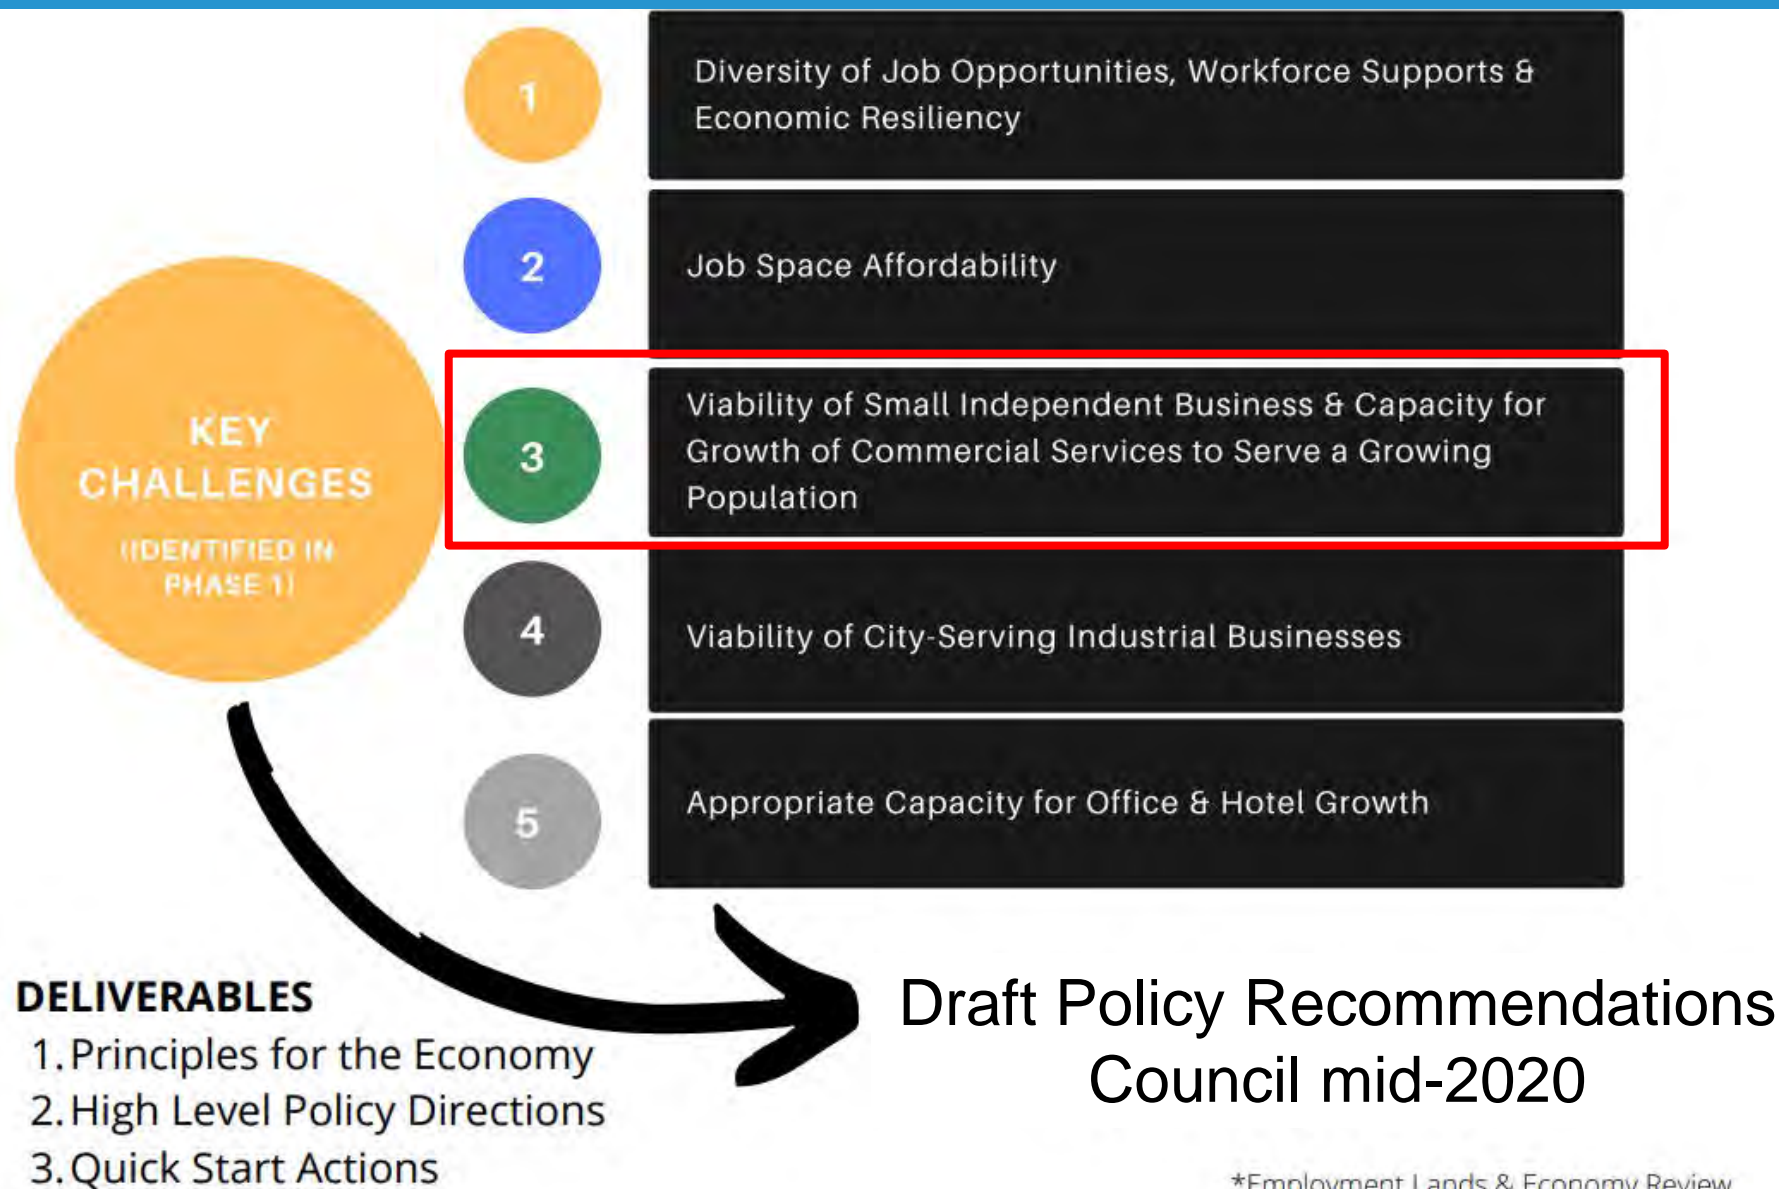 KEY
CHALLENGES
(IDENTIFIED IN
PHASE 1)
1
Diversity of Job Opportunities, Workforce Supports &
Economic Resiliency
2
Job Space Affordability
3
Viability of Small Independent Business & Capacity for
Growth of Commercial Services to Serve a Growing
Population
4
Viability of City-Serving Industrial Businesses
5
Appropriate Capacity for Office & Hotel Growth
DELIVERABLES
1.Principles for the Economy
2.High Level Policy Directions
3.Quick Start Actions
Draft Policy Recommendations
Council mid-2020
*Employment Lands & Economy Review